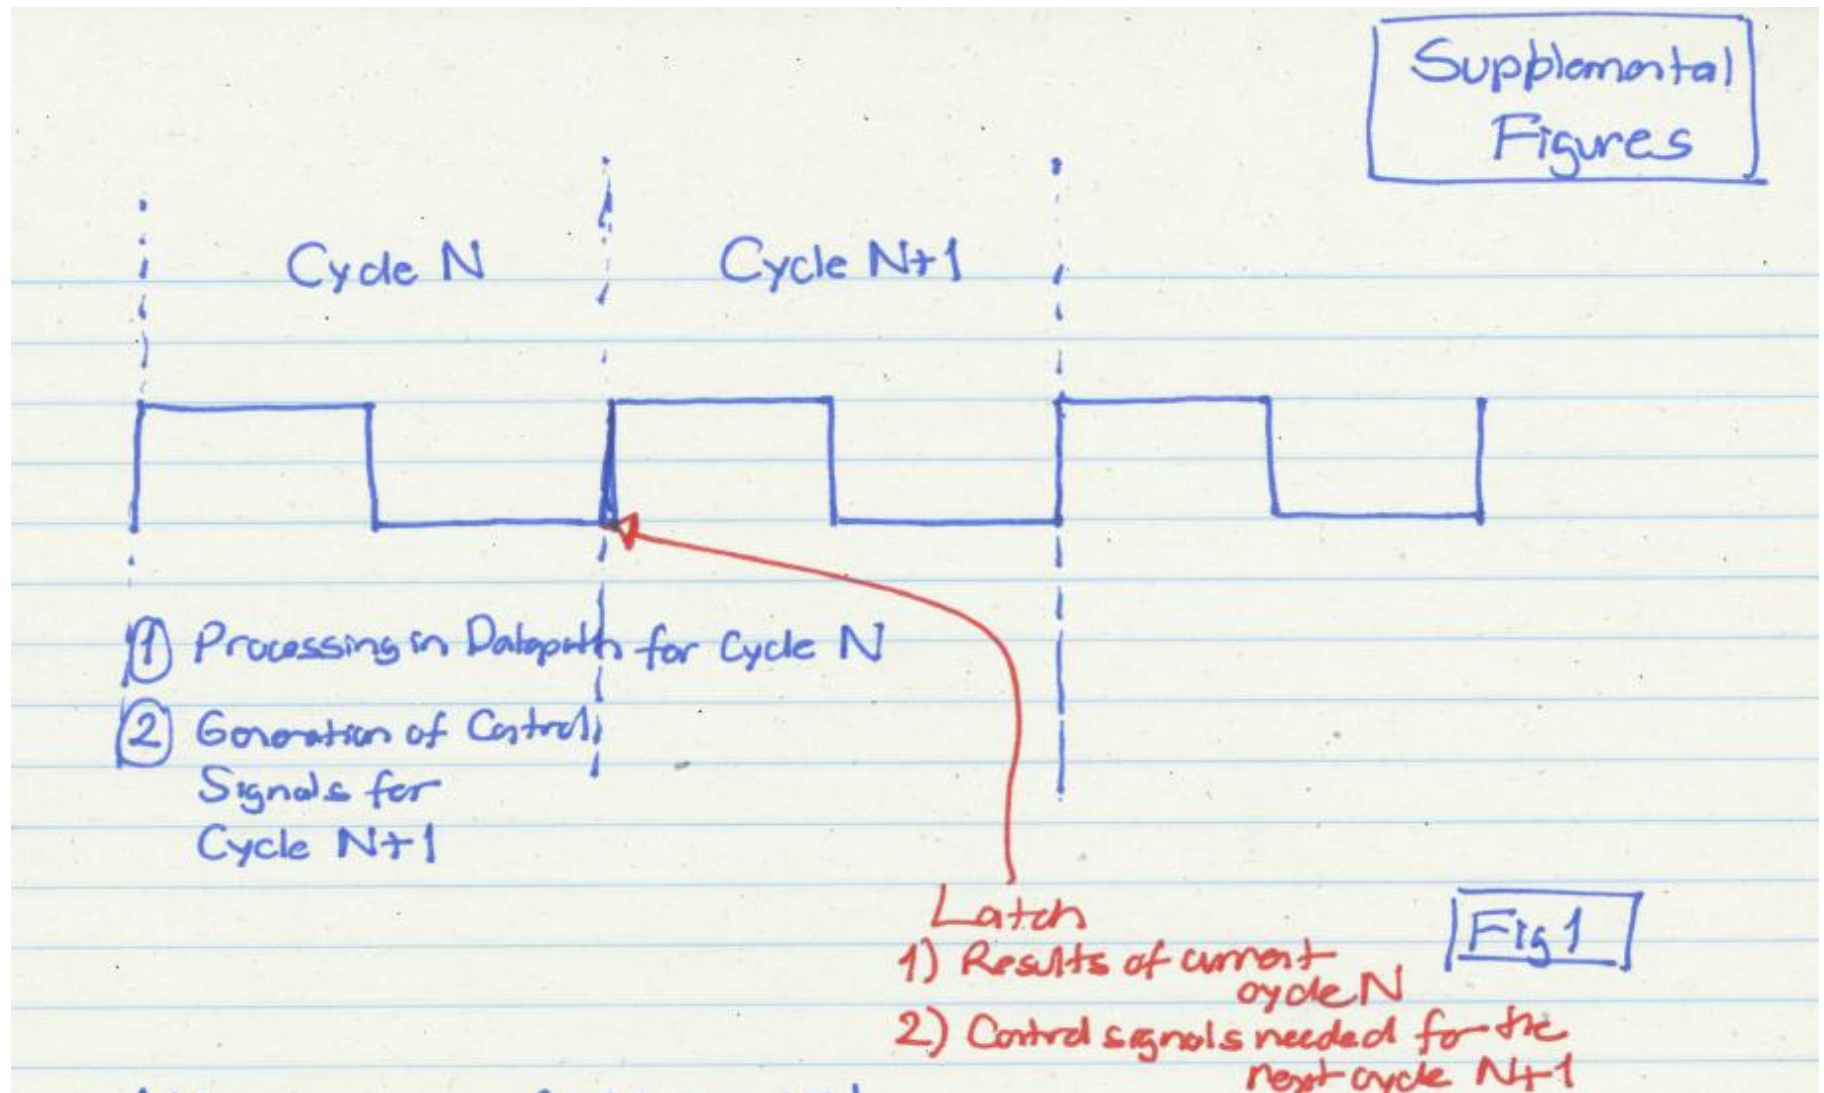 Supplemental
Figures
Cycle N
Cycle N+1
① Processing in Datapath for Cycle N
② Generation of Control
Signals for
Cycle N+1
Latch
1) Results of current
cycle N
2) Control signals needed for the
next cycle N+1
Fig 1